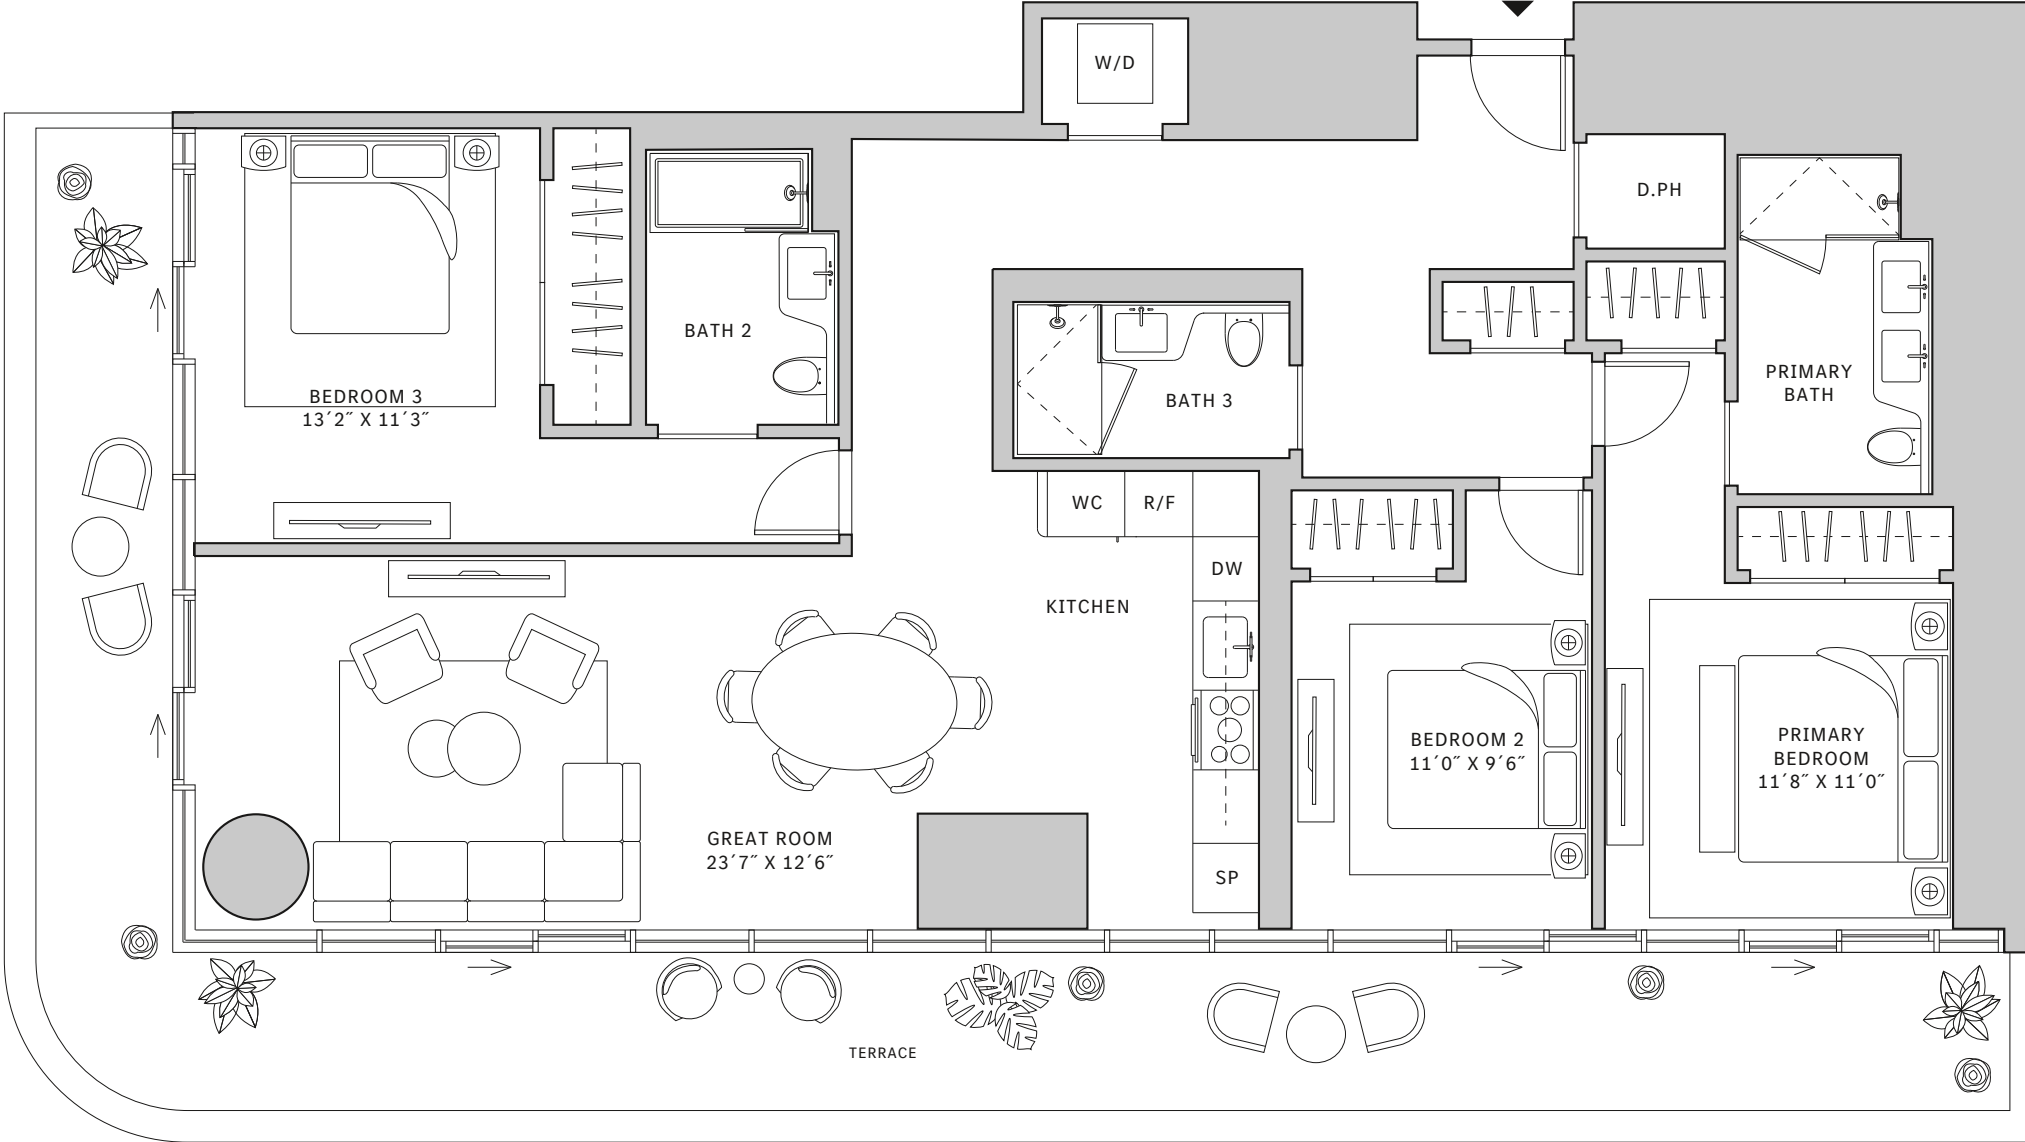 W/D
D.PH
BATH 2
PRIMARY
BATH
BEDROOM 3
13´2˝ X 11´3˝
BATH 3
WC
R/F
DW
KITCHEN
BEDROOM 2
11´0˝ X 9´6˝
PRIMARY
BEDROOM
11´8˝ X 11´0˝
GREAT ROOM
23´7˝ X 12´6˝
SP
TERRACE